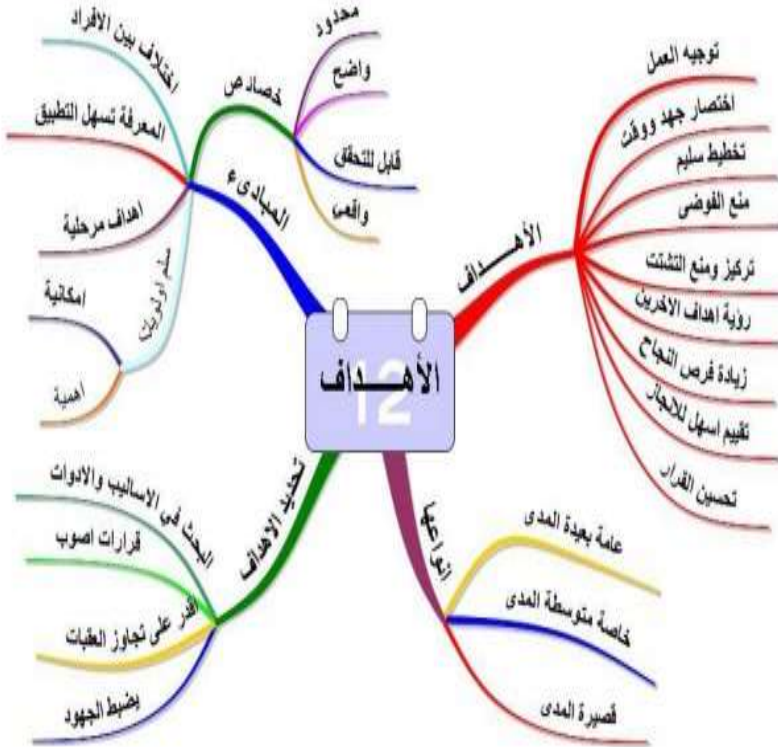 الأهـــداف
12
الأهـــداف
توجيه العمل
اختصار جهد ووقت
تخطيط سليم
منع الفوضى
تركيز ومنع التشتت
رؤية اهداف الاخرين
زيادة فرص النجاح
تقييم اسهل للانجاز
تحسين القرار
انواعها
عامة بعيدة المدى
خاصة متوسطة المدى
قصيرة المدى
تحديد الاهداف
البحث في الاساليب والادوات
قرارات اصوب
اقدر على تجاوز العقبات
يضبط الجهود
المبادىء
خصائص
محدود
واضح
قابل للتحقق
واقعي
اختلاف بين الافراد
المعرفة تسهل التطبيق
اهداف مرحلية
سلم اولويات
امكانية
اهمية